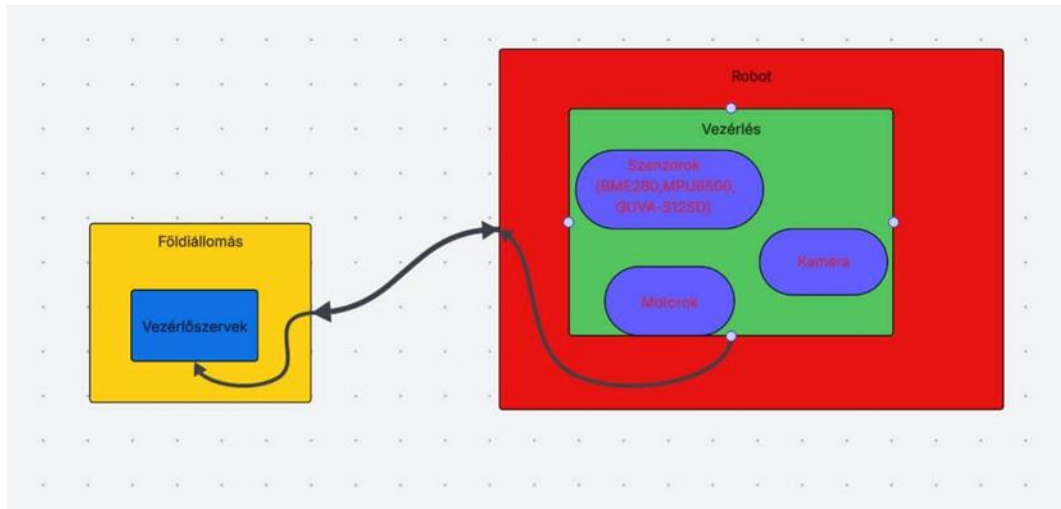 Robot
Vezérlés
Szenzorok
(BME280,MPU6500,
GUVA-S12SD)
Kamera
Motorok
Földiállomás
Vezérlőszervek